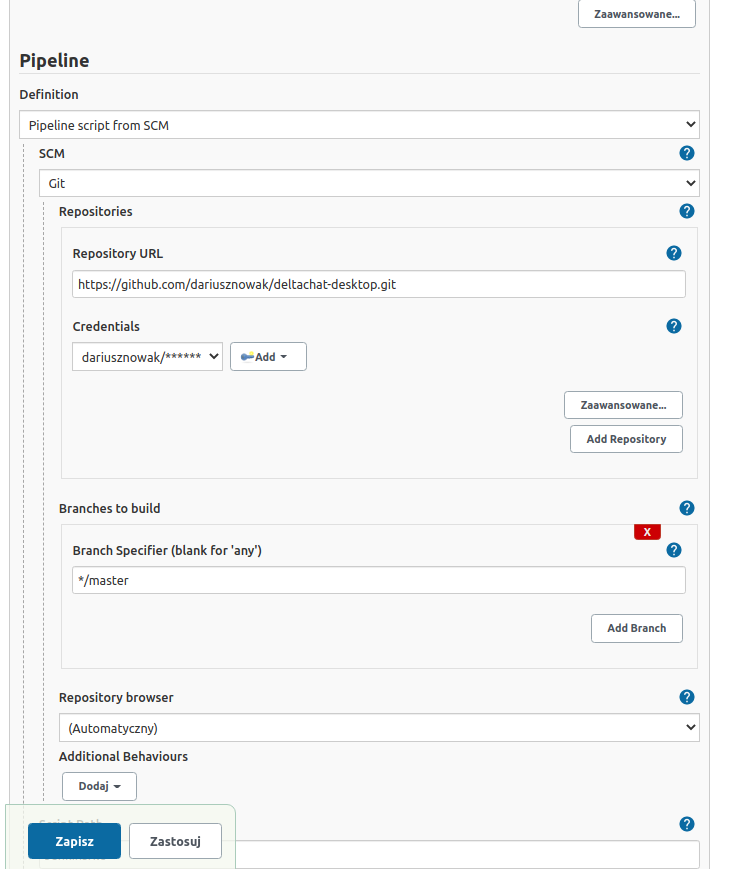 Zaawansowane...
Pipeline
Definition
Pipeline script from SCM
SCM
?
Git
Repositories
?
Repository URL
?
https://github.com/dariusznowak/deltachat-desktop.git
Credentials
?
dariusznowak/******
Add
Zaawansowane...
Add Repository
Branches to build
?
X
Branch Specifier (blank for 'any')
?
*/master
Add Branch
Repository browser
?
(Automatyczny)
Additional Behaviours
Dodaj
Script Path
?
Zapisz
Zastosuj